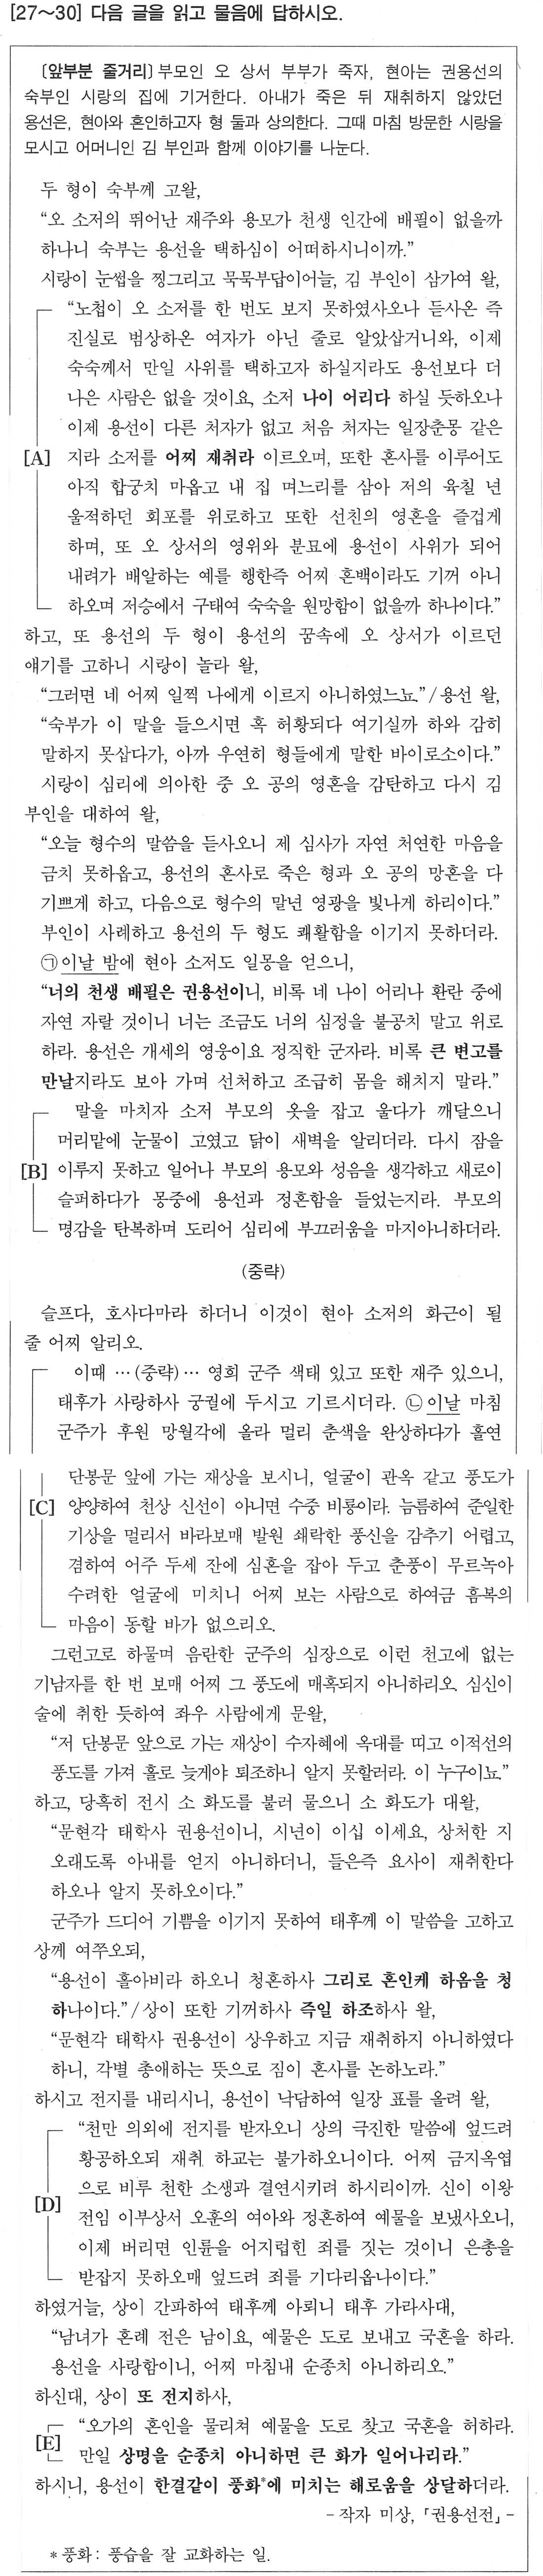 [27~30] 다음 글을 읽고 물음에 답하시오.
〔앞부분 줄거리〕 부모인 오 상서 부부가 죽자, 현아는 권용선의
숙부인 시랑의 집에 기거한다. 아내가 죽은 뒤 재취하지 않았던
용선은, 현아와 혼인하고자 형 둘과 상의한다. 그때 마침 방문한 시랑을
모시고 어머니인 김 부인과 함께 이야기를 나눈다.
두 형이 숙부께 고왈,
“오 소저의 뛰어난 재주와 용모가 천생 인간에 배필이 없을까
하나니 숙부는 용선을 택하심이 어떠하시니이까.”
시랑이 눈썹을 찡그리고 묵묵부답이어늘, 김 부인이 삼가여 왈,
“노첩이 오 소저를 한 번도 보지 못하였사오나 듣사온 즉
진실로 범상하온 여자가 아닌 줄로 알았삽거니와, 이제
숙숙께서 만일 사위를 택하고자 하실지라도 용선보다 더
나은 사람은 없을 것이요, 소저 나이 어리다 하실 듯하오나
이제 용선이 다른 처자가 없고 처음 처자는 일장춘몽 같은
[A] 지라 소저를 어찌 재취라 이르오며, 또한 혼사를 이루어도
아직 합궁치 마옵고 내 집 며느리를 삼아 저의 육칠 년
울적하던 회포를 위로하고 또한 선친의 영혼을 즐겁게
하며, 또 오 상서의 영위와 분묘에 용선이 사위가 되어
내려가 배알하는 예를 행한즉 어찌 혼백이라도 기꺼 아니
하오며 저승에서 구태여 숙숙을 원망함이 없을까 하나이다.”
하고, 또 용선의 두 형이 용선의 꿈속에 오 상서가 이르던
얘기를 고하니 시랑이 놀라 왈,
“그러면 네 어찌 일찍 나에게 이르지 아니하였느뇨.” / 용선 왈,
“숙부가 이 말을 들으시면 혹 허황되다 여기실까 하와 감히
말하지 못삽다가, 아까 우연히 형들에게 말한 바이로소이다.”
시랑이 심리에 의아한 중 오 공의 영혼을 감탄하고 다시 김
부인을 대하여 왈,
“오늘 형수의 말씀을 듣사오니 제 심사가 자연 처연한 마음을
금치 못하옵고, 용선의 혼사로 죽은 형과 오 공의 망혼을 다
기쁘게 하고, 다음으로 형수의 말년 영광을 빛나게 하리이다.”
부인이 사례하고 용선의 두 형도 쾌활함을 이기지 못하더라.
㉠이날 밤에 현아 소저도 일몽을 얻으니,
“너의 천생 배필은 권용선이니, 비록 네 나이 어리나 환란 중에
자연 자랄 것이니 너는 조금도 너의 심정을 불공치 말고 위로
하라. 용선은 개세의 영웅이요 정직한 군자라. 비록 큰 변고를
만날지라도 보아 가며 선처하고 조급히 몸을 해치지 말라.”
말을 마치자 소저 부모의 옷을 잡고 울다가 깨달으니
머리맡에 눈물이 고였고 닭이 새벽을 알리더라. 다시 잠을
[B] 이루지 못하고 일어나 부모의 용모와 성음을 생각하고 새로이
슬퍼하다가 몽중에 용선과 정혼함을 들었는지라. 부모의
명감을 탄복하며 도리어 심리에 부끄러움을 마지아니하더라.
(중략)
슬프다, 호사다마라 하더니 이것이 현아 소저의 화근이 될
줄 어찌 알리오.
이때 …(중략)… 영희 군주 색태 있고 또한 재주 있으니,
태후가 사랑하사 궁궐에 두시고 기르시더라. ㉡이날 마침
군주가 후원 망월각에 올라 멀리 춘색을 완상하다가 홀연
단봉문 앞에 가는 재상을 보시니, 얼굴이 관옥 같고 풍도가
[C] 양양하여 천상 신선이 아니면 수중 비룡이라. 늠름하여 준일한
기상을 멀리서 바라보매 발원 쇄락한 풍신을 감추기 어렵고,
겸하여 어주 두세 잔에 심혼을 잡아 두고 춘풍이 무르녹아
수려한 얼굴에 미치니 어찌 보는 사람으로 하여금 흠복의
마음이 동할 바가 없으리오.
그런고로 하물며 음란한 군주의 심장으로 이런 천고에 없는
기남자를 한 번 보매 어찌 그 풍도에 매혹되지 아니하리오. 심신이
술에 취한 듯하여 좌우 사람에게 문왈,
“저 단봉문 앞으로 가는 재상이 수자혜에 옥대를 띠고 이적선의
풍도를 가져 홀로 늦게야 퇴조하니 알지 못할러라. 이 누구이뇨.”
하고, 당혹히 전시 소 화도를 불러 물으니 소 화도가 대왈,
“문현각 태학사 권용선이니, 시년이 이십 이세요, 상처한 지
오래도록 아내를 얻지 아니하더니, 들은즉 요사이 재취한다
하오나 알지 못하오이다.”
군주가 드디어 기쁨을 이기지 못하여 태후께 이 말씀을 고하고
상께 여쭈오되,
“용선이 홀아비라 하오니 청혼하사 그리로 혼인케 하옴을 청
하나이다.” / 상이 또한 기꺼하사 즉일 하조하사 왈,
“문현각 태학사 권용선이 상우하고 지금 재취하지 아니하였다
하니, 각별 총애하는 뜻으로 짐이 혼사를 논하노라.”
하시고 전지를 내리시니, 용선이 낙담하여 일장 표를 올려 왈,
“천만 의외에 전지를 받자오니 상의 극진한 말씀에 엎드려
황공하오되 재취 하교는 불가하오니이다. 어찌 금지옥엽
으로 비루 천한 소생과 결연시키려 하시리이까. 신이 이왕
[D] 전임 이부상서 오훈의 여아와 정혼하여 예물을 보냈사오니,
이제 버리면 인륜을 어지럽힌 죄를 짓는 것이니 은총을
받잡지 못하오매 엎드려 죄를 기다리옵나이다.”
하였거늘, 상이 간파하여 태후께 아뢰니 태후 가라사대,
“남녀가 혼례 전은 남이요, 예물은 도로 보내고 국혼을 하라.
용선을 사랑함이니, 어찌 마침내 순종치 아니하리오.”
하신대, 상이 또 전지하사,
[E] “오가의 혼인을 물리쳐 예물을 도로 찾고 국혼을 허하라.
만일 상명을 순종치 아니하면 큰 화가 일어나리라.”
하시니, 용선이 한결같이 풍화*에 미치는 해로움을 상달하더라.
- 작자 미상, 「권용선전」 -
* 풍화 : 풍습을 잘 교화하는 일.